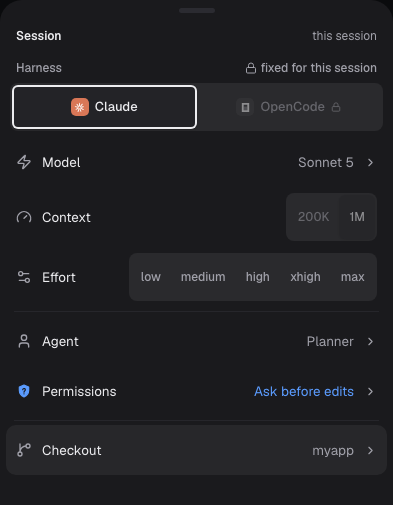 Session this session
Harness fixed for this session
Claude OpenCode
Model Sonnet 5
Context 200K 1M
Effort low medium high xhigh max
Agent Planner
Permissions Ask before edits
Checkout myapp